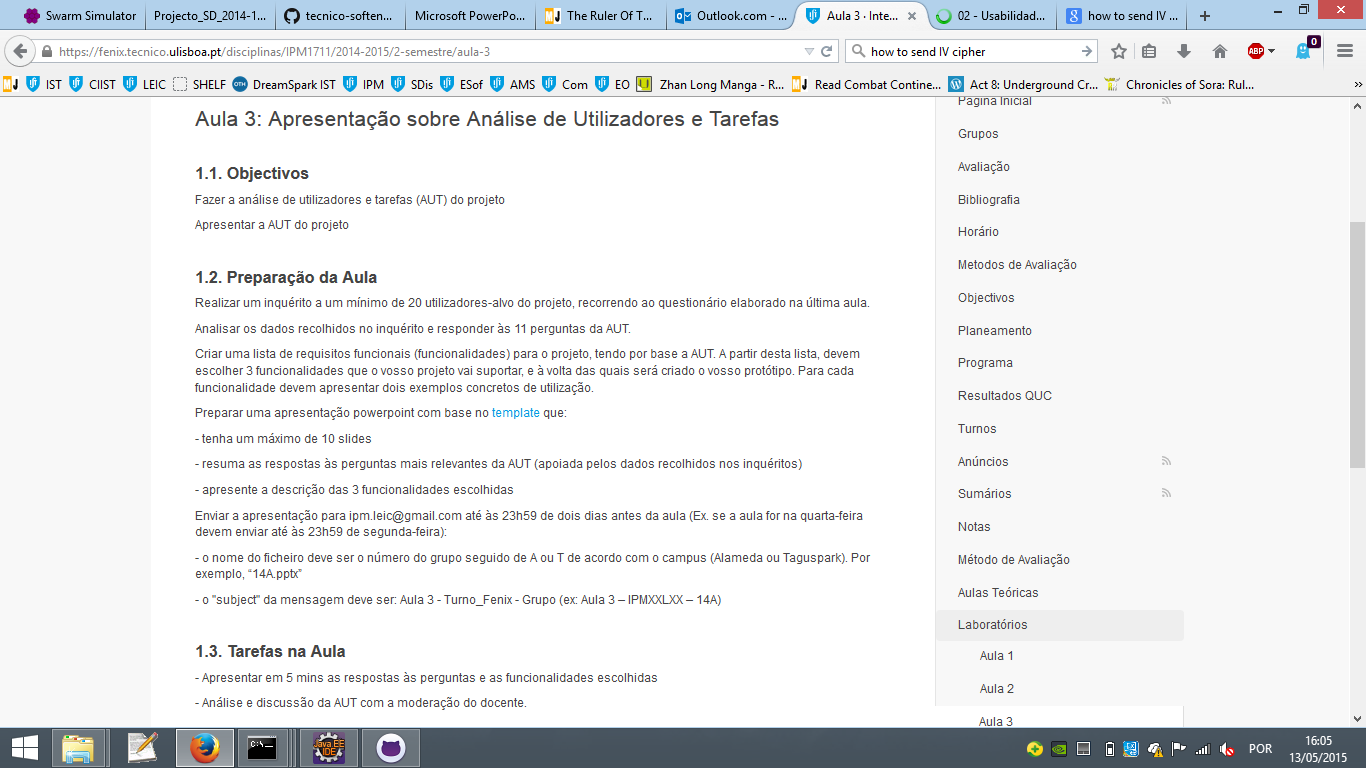 Swarm Simulator
Projecto_SD_2014-1...
tecnico-softeng...
Microsoft PowerPo...
The Ruler Of T...
Outlook.com - ...
Aula 3 · Inte...
02 - Usabilidad...
how to send IV ...
https://fenix.tecnico.ulisboa.pt/disciplinas/IPM1711/2014-2015/2-semestre/aula-3
how to send IV cipher
ABP
0
IST
CIIST
LEIC
SHELF
DreamSpark IST
IPM
SDis
ESof
AMS
Com
EO
Zhan Long Manga - R...
Read Combat Contine...
Act 8: Underground Cr...
Chronicles of Sora: Rul...
Aula 3: Apresentação sobre Análise de Utilizadores e Tarefas
1.1. Objectivos
Fazer a análise de utilizadores e tarefas (AUT) do projeto
Apresentar a AUT do projeto
1.2. Preparação da Aula
Realizar um inquérito a um mínimo de 20 utilizadores-alvo do projeto, recorrendo ao questionário elaborado na última aula.
Analisar os dados recolhidos no inquérito e responder às 11 perguntas da AUT.
Criar uma lista de requisitos funcionais (funcionalidades) para o projeto, tendo por base a AUT. A partir desta lista, devem
escolher 3 funcionalidades que o vosso projeto vai suportar, e à volta das quais será criado o vosso protótipo. Para cada
funcionalidade devem apresentar dois exemplos concretos de utilização.
Preparar uma apresentação powerpoint com base no template que:
- tenha um máximo de 10 slides
- resuma as respostas às perguntas mais relevantes da AUT (apoiada pelos dados recolhidos nos inquéritos)
- apresente a descrição das 3 funcionalidades escolhidas
Enviar a apresentação para ipm.leic@gmail.com até às 23h59 de dois dias antes da aula (Ex. se a aula for na quarta-feira
devem enviar até às 23h59 de segunda-feira):
- o nome do ficheiro deve ser o número do grupo seguido de A ou T de acordo com o campus (Alameda ou Taguspark). Por
exemplo, “14A.pptx”
- o "subject" da mensagem deve ser: Aula 3 - Turno_Fenix - Grupo (ex: Aula 3 – IPMXXLXX – 14A)
1.3. Tarefas na Aula
- Apresentar em 5 mins as respostas às perguntas e as funcionalidades escolhidas
- Análise e discussão da AUT com a moderação do docente.
Página Inicial
Grupos
Avaliação
Bibliografia
Horário
Metodos de Avaliação
Objectivos
Planeamento
Programa
Resultados QUC
Turnos
Anúncios
Sumários
Notas
Método de Avaliação
Aulas Teóricas
Laboratórios
Aula 1
Aula 2
Aula 3
C:\_
Java EE
IDE
POR
16:05
13/05/2015